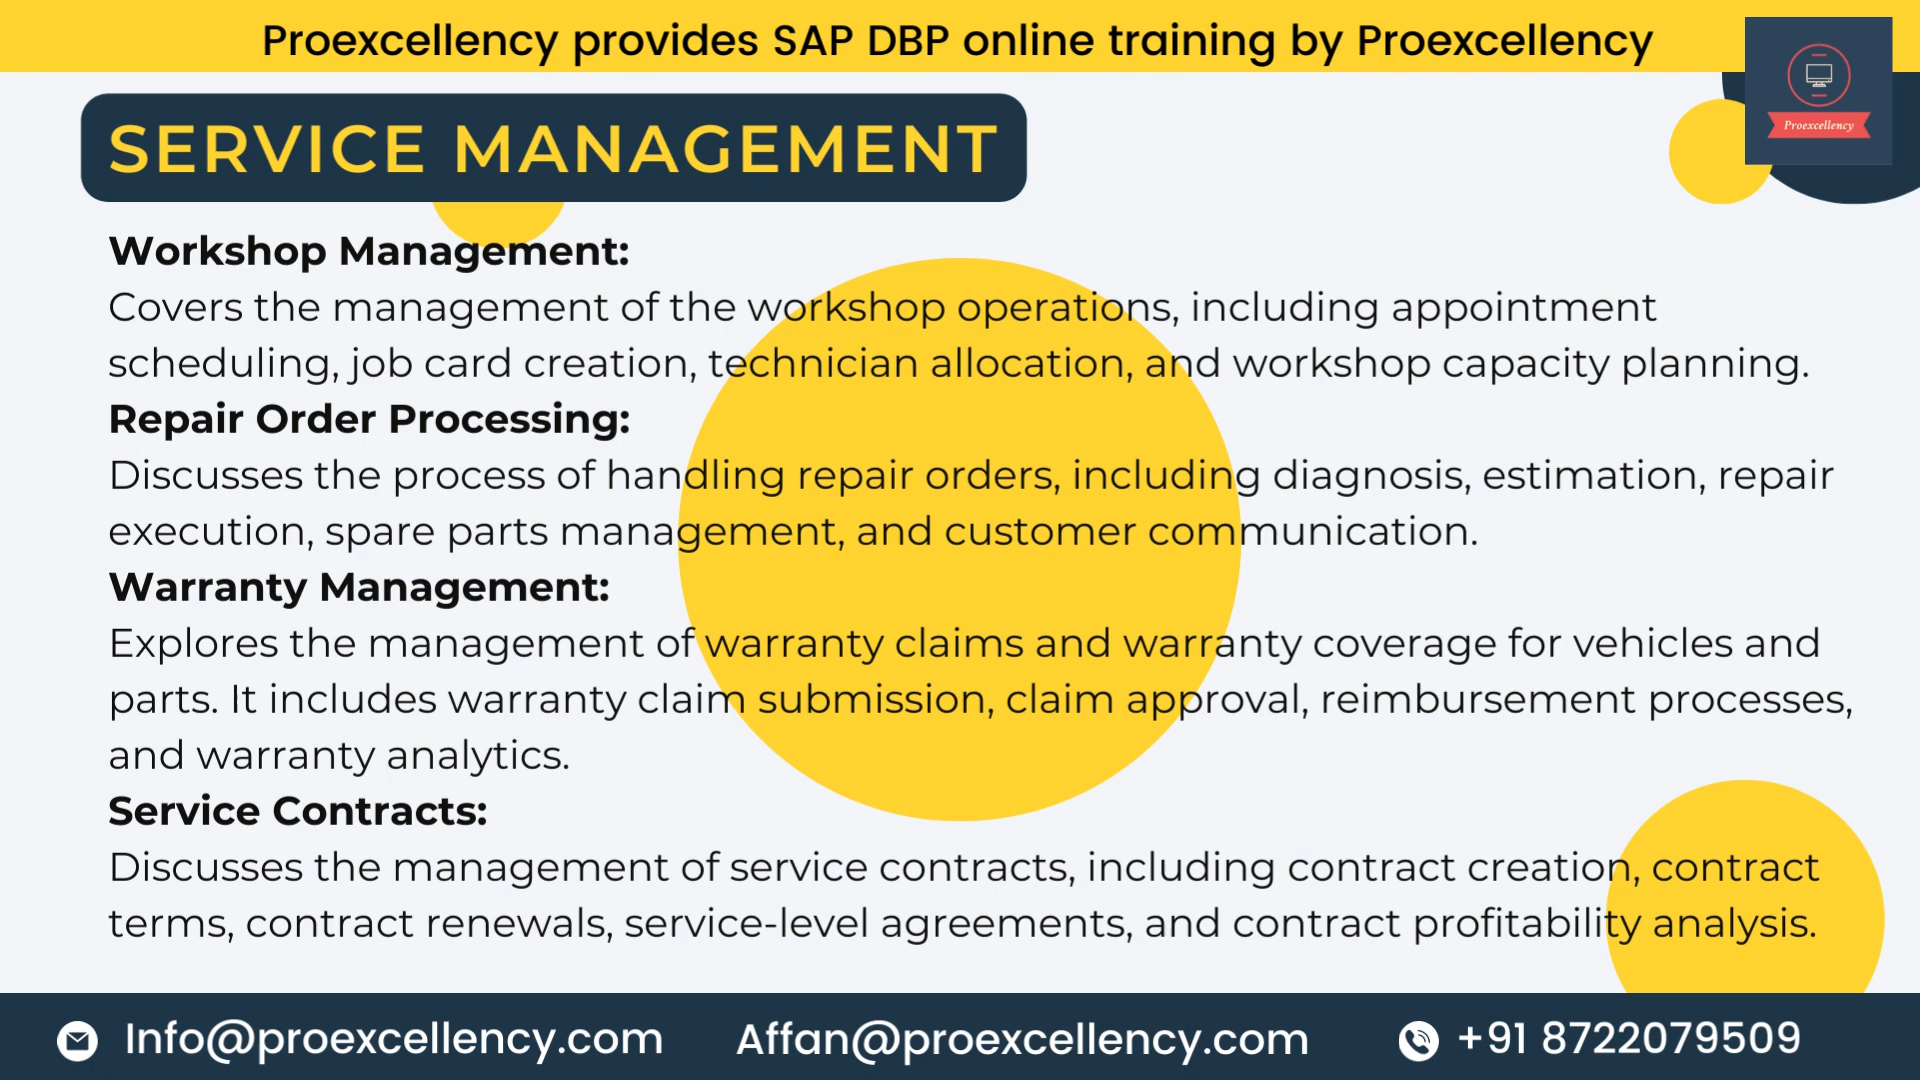 Proexcellency provides SAP DBP online training by Proexcellency
Proexcellency
SERVICE MANAGEMENT
Workshop Management:
Covers the management of the workshop operations, including appointment
scheduling, job card creation, technician allocation, and workshop capacity planning.
Repair Order Processing:
Discusses the process of handling repair orders, including diagnosis, estimation, repair
execution, spare parts management, and customer communication.
Warranty Management:
Explores the management of warranty claims and warranty coverage for vehicles and
parts. It includes warranty claim submission, claim approval, reimbursement processes,
and warranty analytics.
Service Contracts:
Discusses the management of service contracts, including contract creation, contract
terms, contract renewals, service-level agreements, and contract profitability analysis.
Info@proexcellency.com Affan@proexcellency.com +91 8722079509